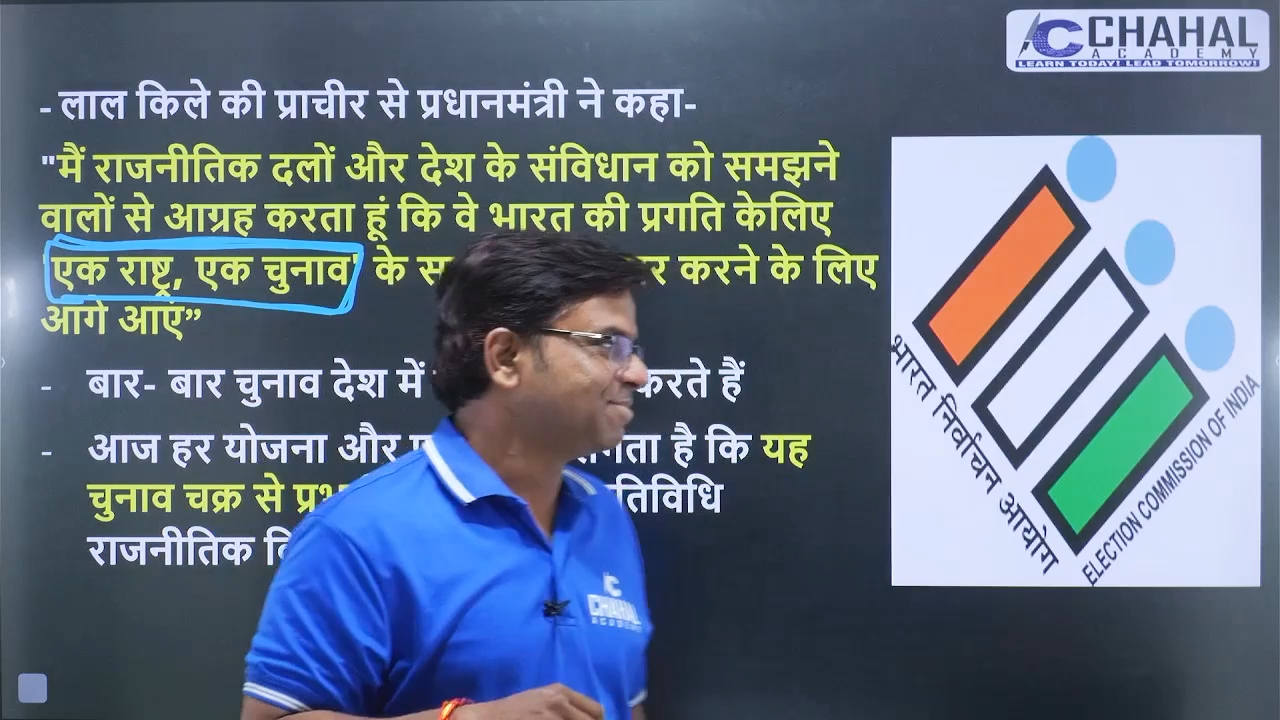 CHAHAL
ACADEMY
LEARN TODAY! LEAD TOMORROW!
- लाल किले की प्राचीर से प्रधानमंत्री ने कहा-
"मैं राजनीतिक दलों और देश के संविधान को समझने
वालों से आग्रह करता हूं कि वे भारत की प्रगति केलिए
एक राष्ट्र, एक चुनाव के करने के लिए
आगे आएं”
- बार- बार चुनाव देश में करते हैं
- आज हर योजना और है कि यह
चुनाव चक्र से
राजनीतिक
भारत निर्वाचन आयोग
ELECTION COMMISSION OF INDIA
CHAHAL
ACADEMY